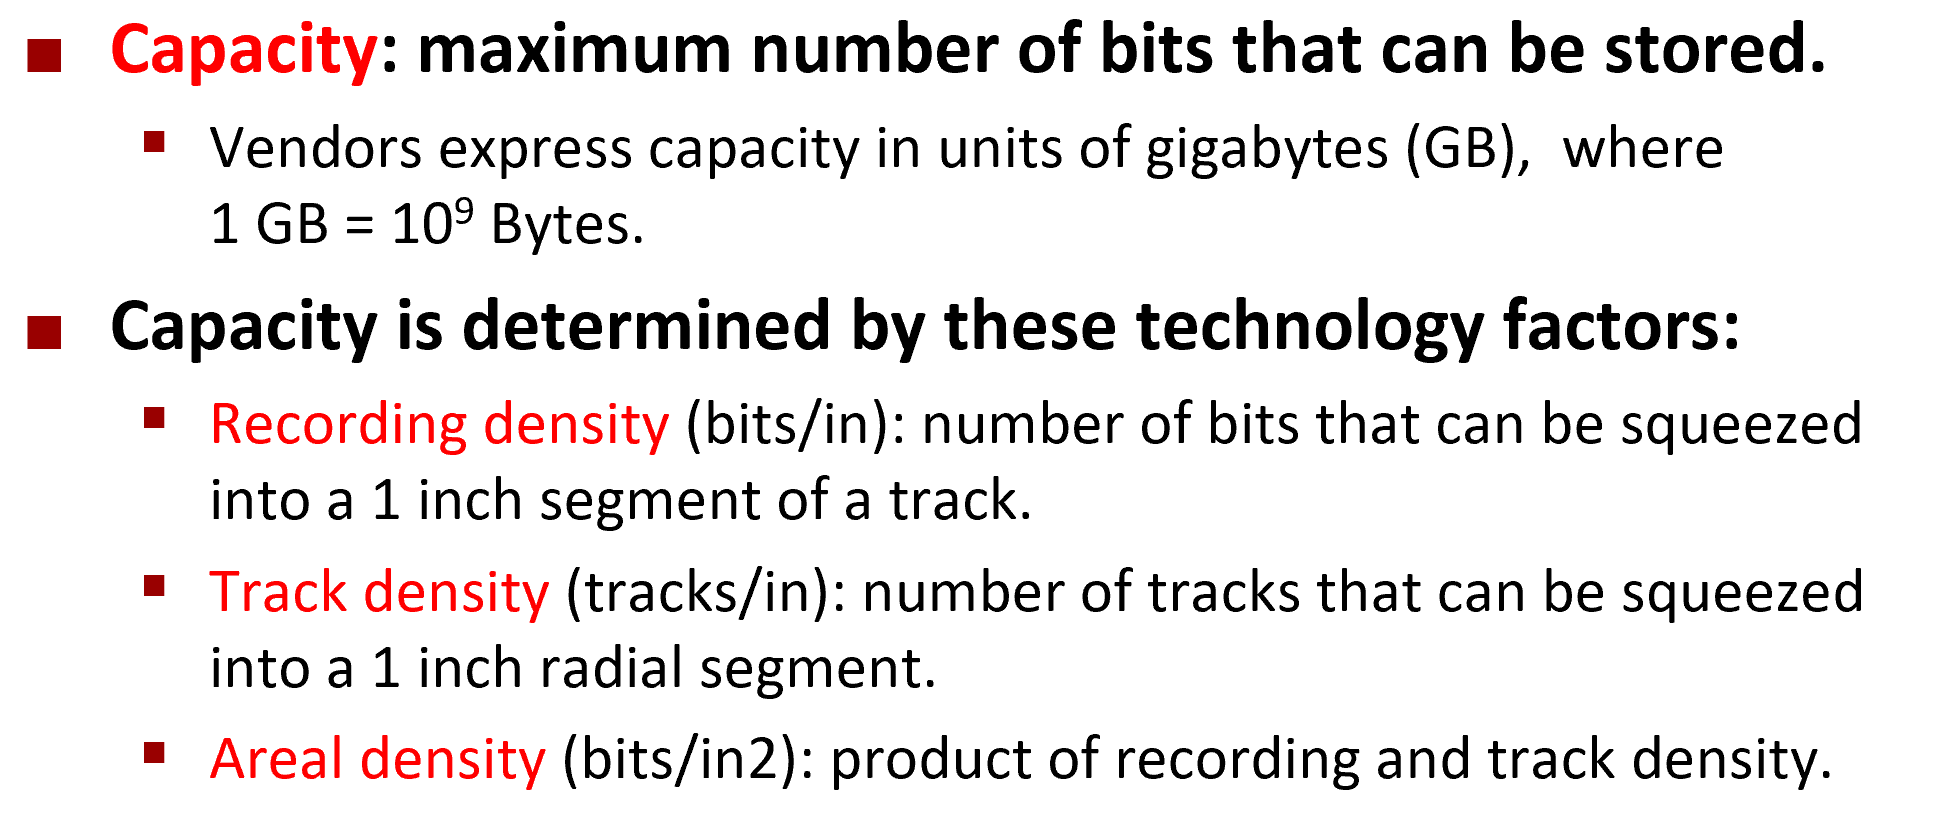 ■ Capacity: maximum number of bits that can be stored.
▪ Vendors express capacity in units of gigabytes (GB),  where
1 GB = 10⁹ Bytes.
■ Capacity is determined by these technology factors:
▪ Recording density (bits/in): number of bits that can be squeezed
into a 1 inch segment of a track.
▪ Track density (tracks/in): number of tracks that can be squeezed
into a 1 inch radial segment.
▪ Areal density (bits/in2): product of recording and track density.